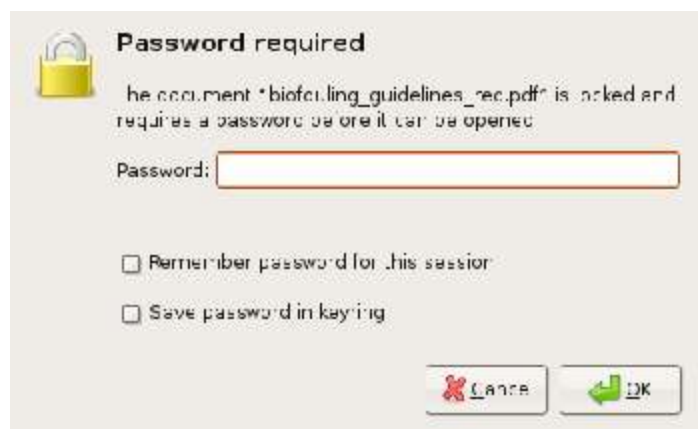 Password required
The document "biofouling_guidelines_rec.pdf" is locked and
requires a password before it can be opened
Password:
Remember password for this session
Save password in keyring
Cancel
OK